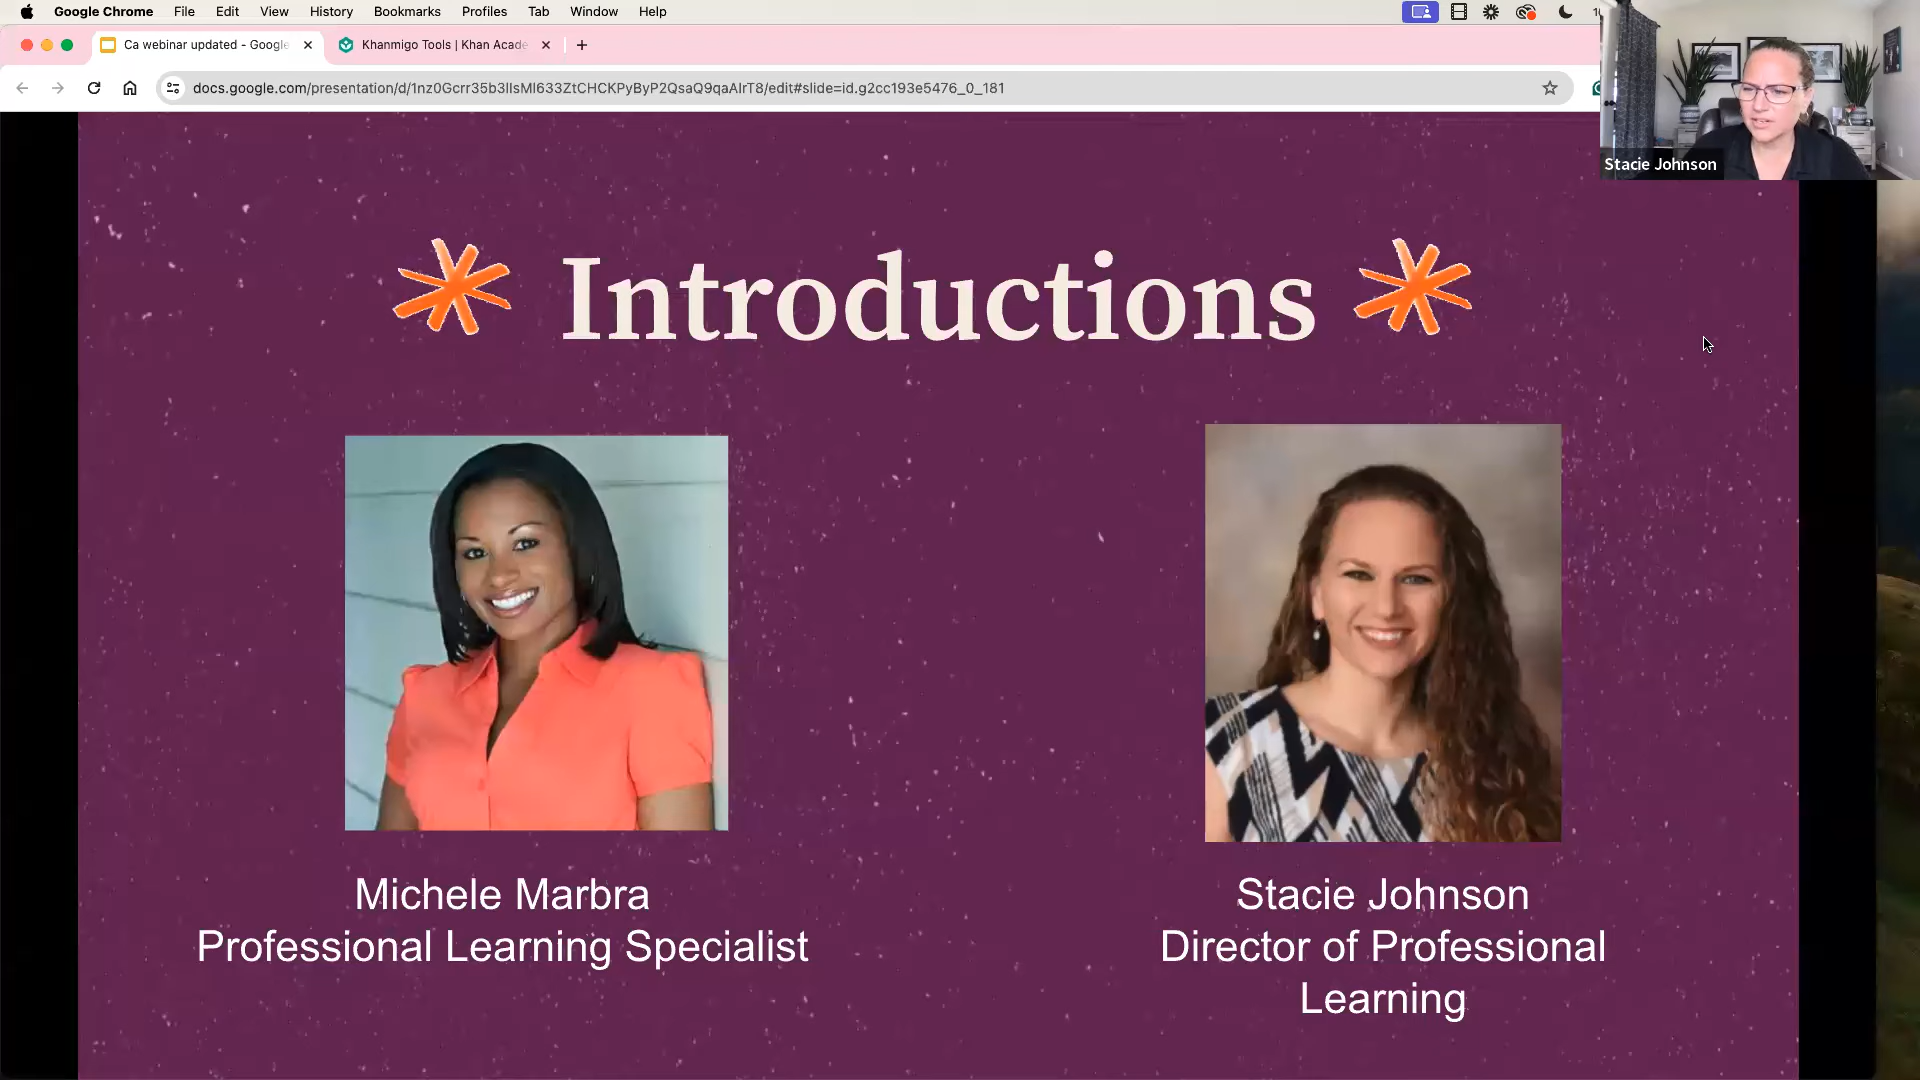 Google Chrome File Edit View History Bookmarks Profiles Tab Window Help
Ca webinar updated - Google
Khanmigo Tools | Khan Acade
docs.google.com/presentation/d/1nz0Gcrr35b3lIsMI633ZtCHCKPyByP2QsaQ9qaAIrT8/edit#slide=id.g2cc193e5476_0_181
Stacie Johnson
Introductions
Michele Marbra
Professional Learning Specialist
Stacie Johnson
Director of Professional
Learning